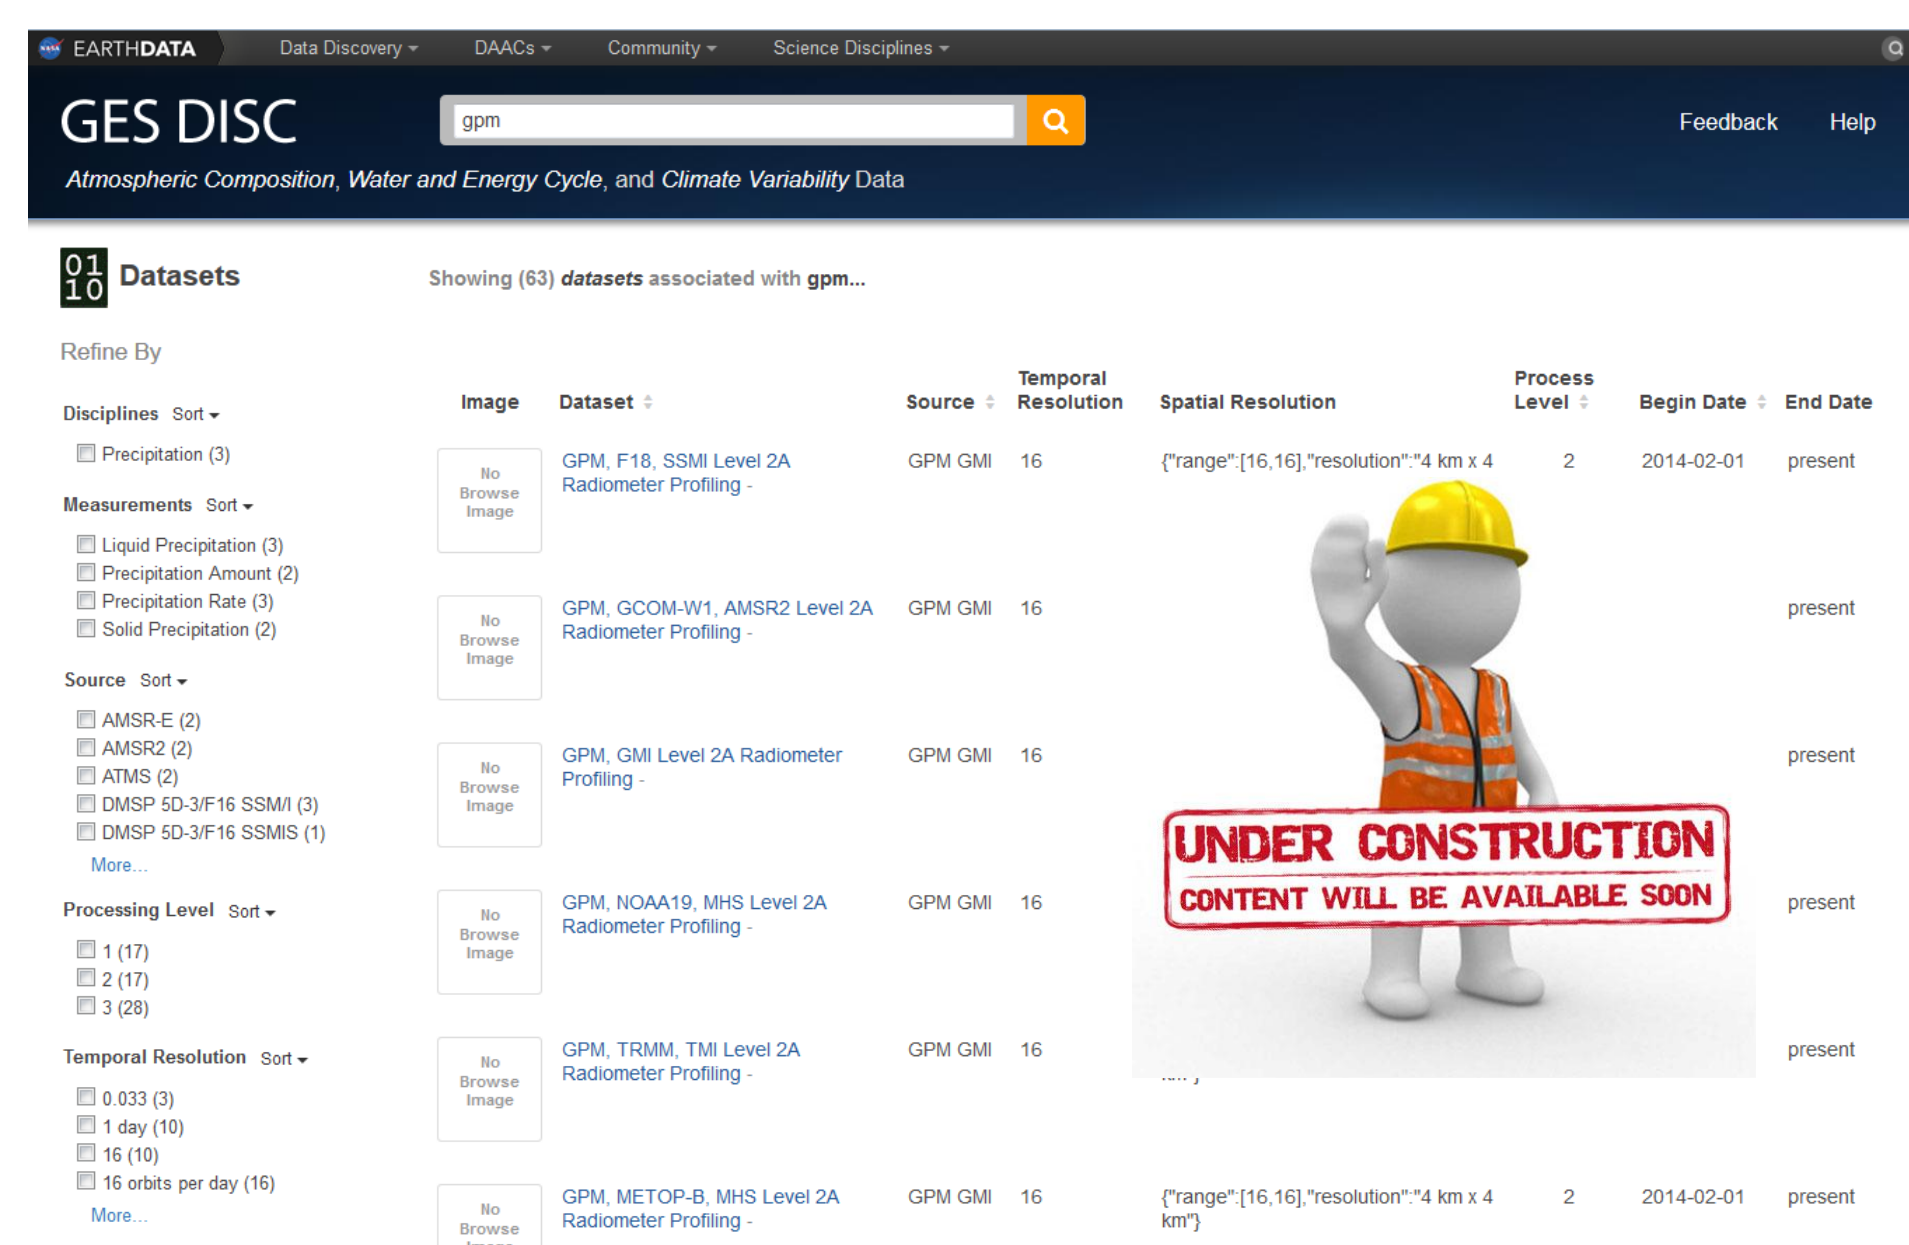 EARTHDATA Data Discovery DAACs Community Science Disciplines
GES DISC gpm Feedback Help
Atmospheric Composition, Water and Energy Cycle, and Climate Variability Data
0110 Datasets Showing (63) datasets associated with gpm...
Refine By
Disciplines Sort
Precipitation (3)
Measurements Sort
Liquid Precipitation (3)
Precipitation Amount (2)
Precipitation Rate (3)
Solid Precipitation (2)
Source Sort
AMSR-E (2)
AMSR2 (2)
ATMS (2)
DMSP 5D-3/F16 SSM/I (3)
DMSP 5D-3/F16 SSMIS (1)
More...
Processing Level Sort
1 (17)
2 (17)
3 (28)
Temporal Resolution Sort
0.033 (3)
1 day (10)
16 (10)
16 orbits per day (16)
More...
Image Dataset Source Temporal Resolution Spatial Resolution Process Level Begin Date End Date
No Browse Image
GPM, F18, SSMI Level 2A GPM GMI 16 {"range":[16,16],"resolution":"4 km x 4 2 2014-02-01 present
Radiometer Profiling -
No Browse Image
GPM, GCOM-W1, AMSR2 Level 2A GPM GMI 16 present
Radiometer Profiling -
No Browse Image
GPM, GMI Level 2A Radiometer GPM GMI 16 present
Profiling -
UNDER CONSTRUCTION
CONTENT WILL BE AVAILABLE SOON
No Browse Image
GPM, NOAA19, MHS Level 2A GPM GMI 16 present
Radiometer Profiling -
No Browse Image
GPM, TRMM, TMI Level 2A GPM GMI 16 present
Radiometer Profiling -
No Browse
GPM, METOP-B, MHS Level 2A GPM GMI 16 {"range":[16,16],"resolution":"4 km x 4 2 2014-02-01 present
Radiometer Profiling - km"}